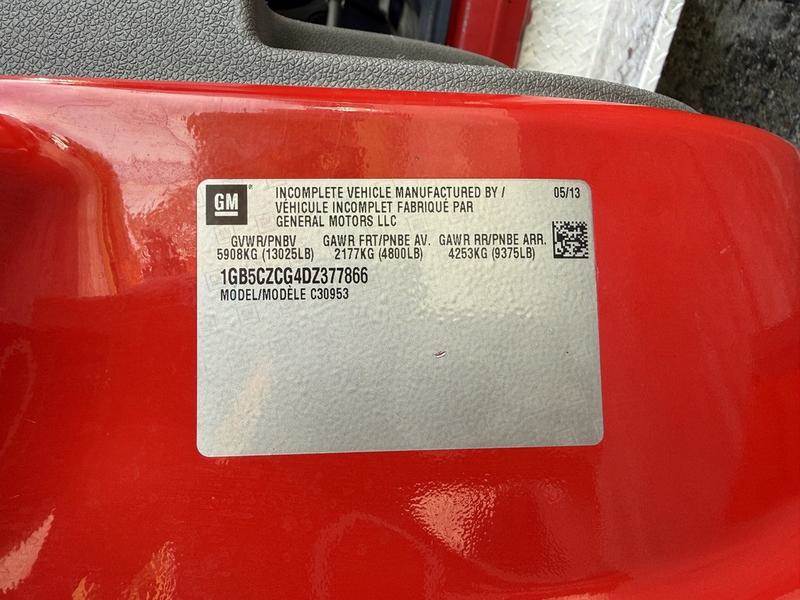 GM ® INCOMPLETE VEHICLE MANUFACTURED BY / 05/13
VÉHICULE INCOMPLET FABRIQUÉ PAR
GENERAL MOTORS LLC
GVWR/PNBV GAWR FRT/PNBE AV. GAWR RR/PNBE ARR.
5908KG (13025LB) 2177KG (4800LB) 4253KG (9375LB)
1GB5CZCG4DZ377866
MODEL/MODÈLE C30953